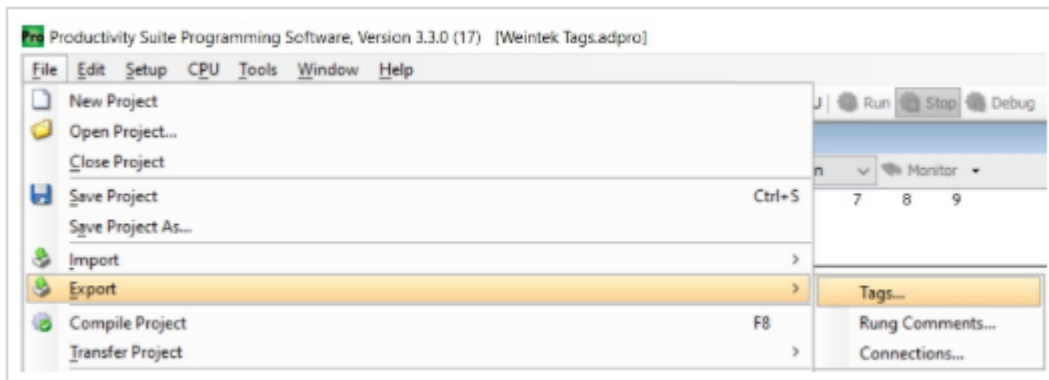 Pro Productivity Suite Programming Software, Version 3.3.0 (17) [Weintek Tags.adpro]
File Edit Setup CPU Tools Window Help
New Project
Run Stop Debug
Open Project...
Close Project
Monitor
Save Project Ctrl+S
7 8 9
Save Project As...
Import >
Export >
Tags...
Compile Project F8
Rung Comments...
Transfer Project >
Connections...